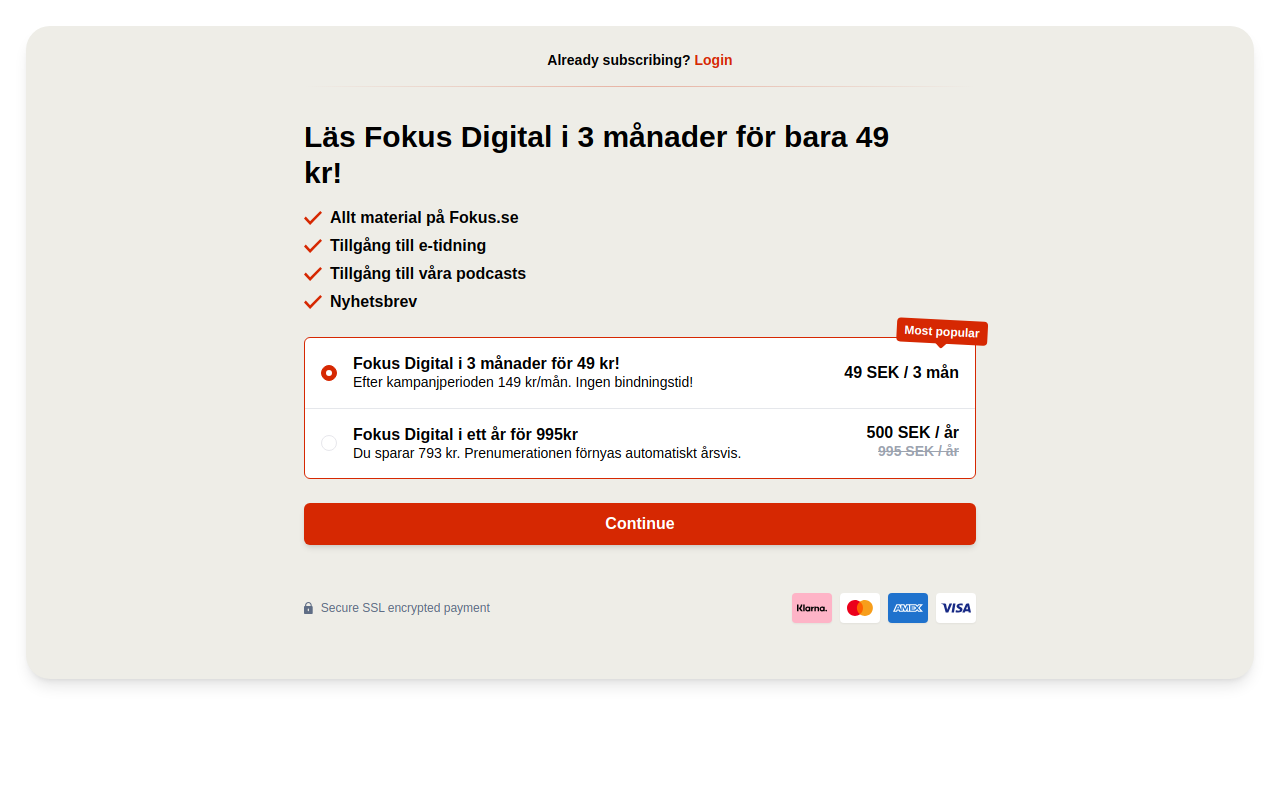 Already subscribing? Login
Läs Fokus Digital i 3 månader för bara 49
kr!
Allt material på Fokus.se
Tillgång till e-tidning
Tillgång till våra podcasts
Nyhetsbrev
Most popular
Fokus Digital i 3 månader för 49 kr!
Efter kampanjperioden 149 kr/mån. Ingen bindningstid!
49 SEK / 3 mån
Fokus Digital i ett år för 995kr
Du sparar 793 kr. Prenumerationen förnyas automatiskt årsvis.
500 SEK / år
995 SEK / år
Continue
Secure SSL encrypted payment
Klarna.
AMEX
VISA